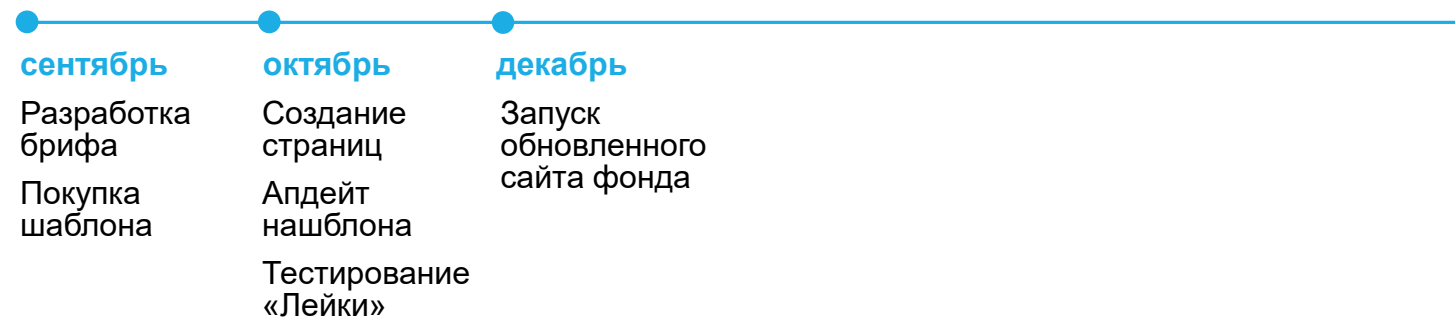 сентябрь
Разработка
брифа
Покупка
шаблона
октябрь
Создание
страниц
Апдейт
нашблона
Тестирование
«Лейки»
декабрь
Запуск
обновленного
сайта фонда